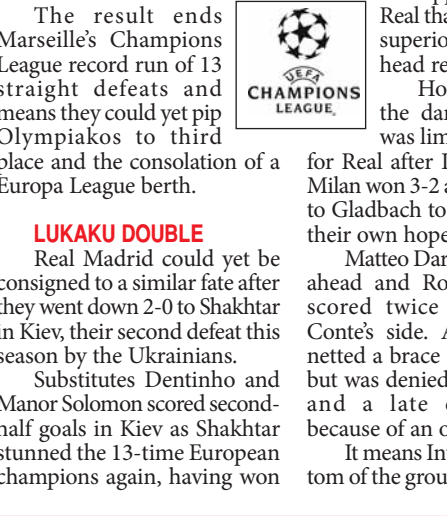 The result ends
Marseille's Champions
League record run of 13
straight defeats and
means they could yet pip
Olympiakos to third
place and the consolation of a
Europa League berth.
LUKAKU DOUBLE
Real Madrid could yet be
consigned to a similar fate after
they went down 2-0 to Shakhtar
in Kiev, their second defeat this
season by the Ukrainians.
Substitutes Dentinho and
Manor Solomon scored second-
half goals in Kiev as Shakhtar
stunned the 13-time European
champions again, having won
UEFA
CHAMPIONS
LEAGUE
Real tha
superio
head re
Ho
the dar
was lim
for Real after I
Milan won 3-2 a
to Gladbach to
their own hope
Matteo Dar
ahead and Ro
scored twice
Conte's side. A
netted a brace
but was denied
and a late
because of an o
It means In
tom of the grou